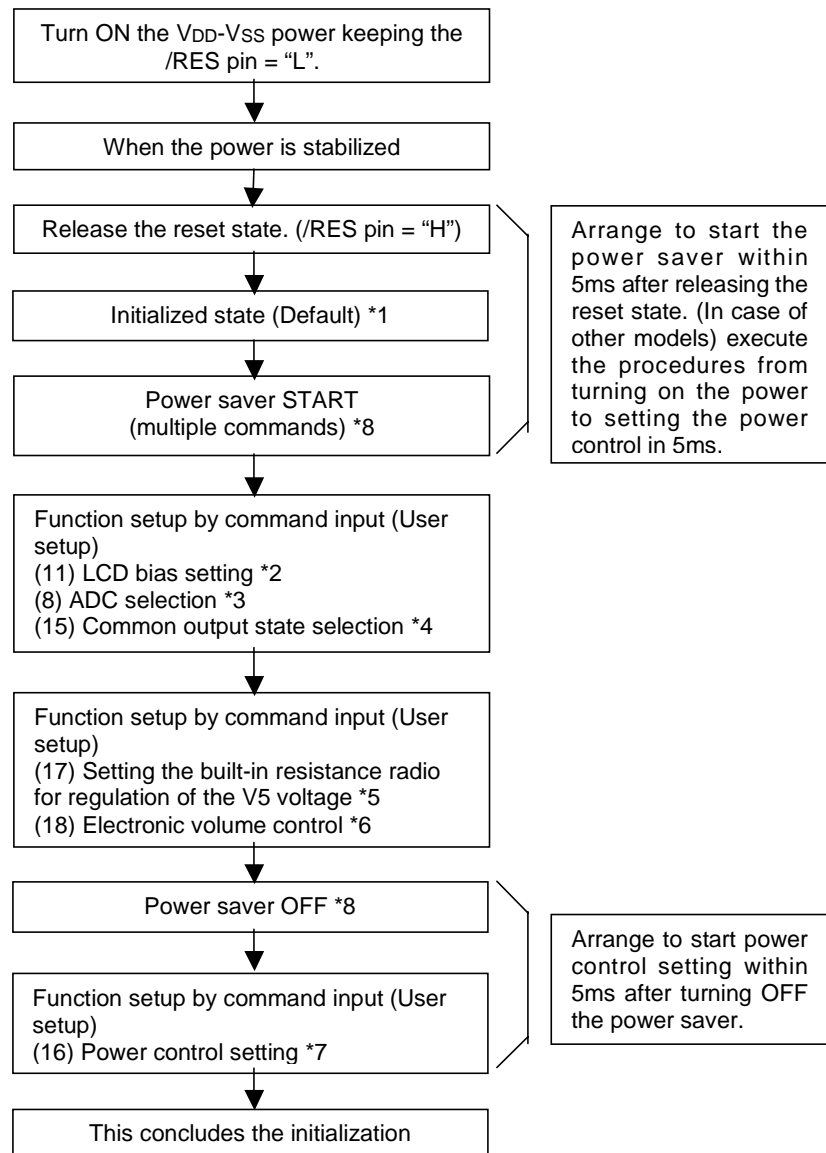 Turn ON the VDD-VSS power keeping the
/RES pin = “L”.
When the power is stabilized
Release the reset state. (/RES pin = “H”)
Initialized state (Default) *1
Power saver START
(multiple commands) *8
Arrange to start the
power saver within
5ms after releasing the
reset state. (In case of
other models) execute
the procedures from
turning on the power
to setting the power
control in 5ms.
Function setup by command input (User
setup)
(11) LCD bias setting *2
(8) ADC selection *3
(15) Common output state selection *4
Function setup by command input (User
setup)
(17) Setting the built-in resistance radio
for regulation of the V5 voltage *5
(18) Electronic volume control *6
Power saver OFF *8
Function setup by command input (User
setup)
(16) Power control setting *7
Arrange to start power
control setting within
5ms after turning OFF
the power saver.
This concludes the initialization